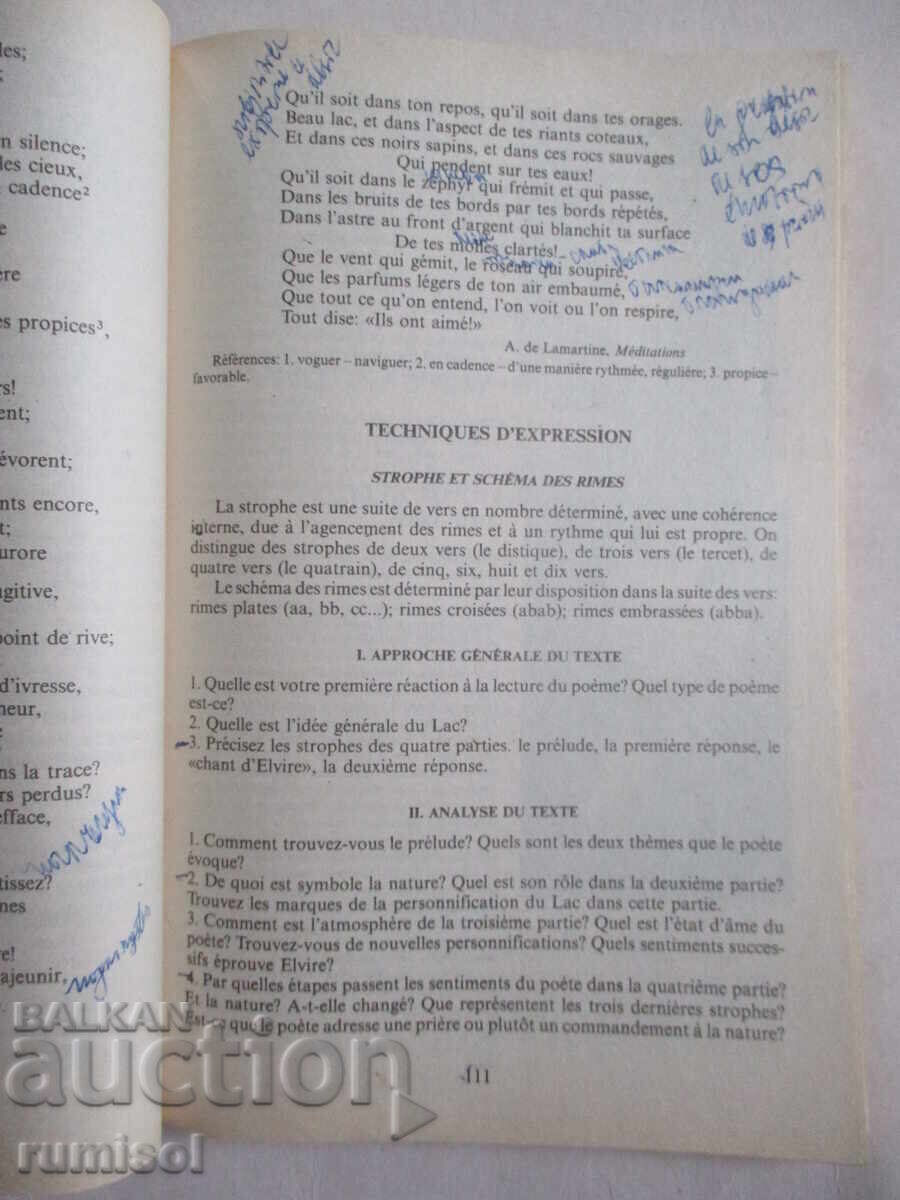 les;
;
n silence;
les cieux,
cadence²
e
ère
es propices³,
rs!
ent;
évorent;
nts encore,
t;
urore
gitive,
point de rive;
d'ivresse,
heur,
;
ns la trace?
rs perdus?
efface,
tissez?
nes
re!
ajeunir,
Qu'il soit dans ton repos, qu'il soit dans tes orages.
Beau lac, et dans l'aspect de tes riants coteaux,
Et dans ces noirs sapins, et dans ces rocs sauvages
Qui pendent sur tes eaux!
Qu'il soit dans le zéphyr qui frémit et qui passe,
Dans les bruits de tes bords par tes bords répétés,
Dans l'astre au front d'argent qui blanchit ta surface
De tes molles clartés!
Que le vent qui gémit, le roseau qui soupire,
Que les parfums légers de ton air embaumé,
Que tout ce qu'on entend, l'on voit ou l'on respire,
Tout dise: «Ils ont aimé!»
A. de Lamartine, Méditations
Références: 1. voguer – naviguer; 2. en cadence – d'une manière rythmée, régulière; 3. propice –
favorable.
TECHNIQUES D'EXPRESSION
STROPHE ET SCHÉMA DES RIMES
La strophe est une suite de vers en nombre déterminé, avec une cohérence
interne, due à l'agencement des rimes et à un rythme qui lui est propre. On
distingue des strophes de deux vers (le distique), de trois vers (le tercet), de
quatre vers (le quatrain), de cinq, six, huit et dix vers.
Le schéma des rimes est déterminé par leur disposition dans la suite des vers:
rimes plates (aa, bb, cc...); rimes croisées (abab); rimes embrassées (abba).
I. APPROCHE GÉNÉRALE DU TEXTE
1. Quelle est votre première réaction à la lecture du poème? Quel type de poème
est-ce?
2. Quelle est l'idée générale du Lac?
3. Précisez les strophes des quatre parties. le prélude, la première réponse, le
«chant d'Elvire», la deuxième réponse.
II. ANALYSE DU TEXTE
1. Comment trouvez-vous le prélude? Quels sont les deux thèmes que le poète
évoque?
2. De quoi est symbole la nature? Quel est son rôle dans la deuxième partie?
Trouvez les marques de la personnification du Lac dans cette partie.
3. Comment est l'atmosphère de la troisième partie? Quel est l'état d'âme du
poète? Trouvez-vous de nouvelles personnifications? Quels sentiments succes-
sifs éprouve Elvire?
4. Par quelles étapes passent les sentiments du poète dans la quatrième partie?
Et la nature? A-t-elle changé? Que représentent les trois dernières strophes?
Est-ce que le poète adresse une prière ou plutôt un commandement à la nature?
111
BALKAN
auction
rumisol